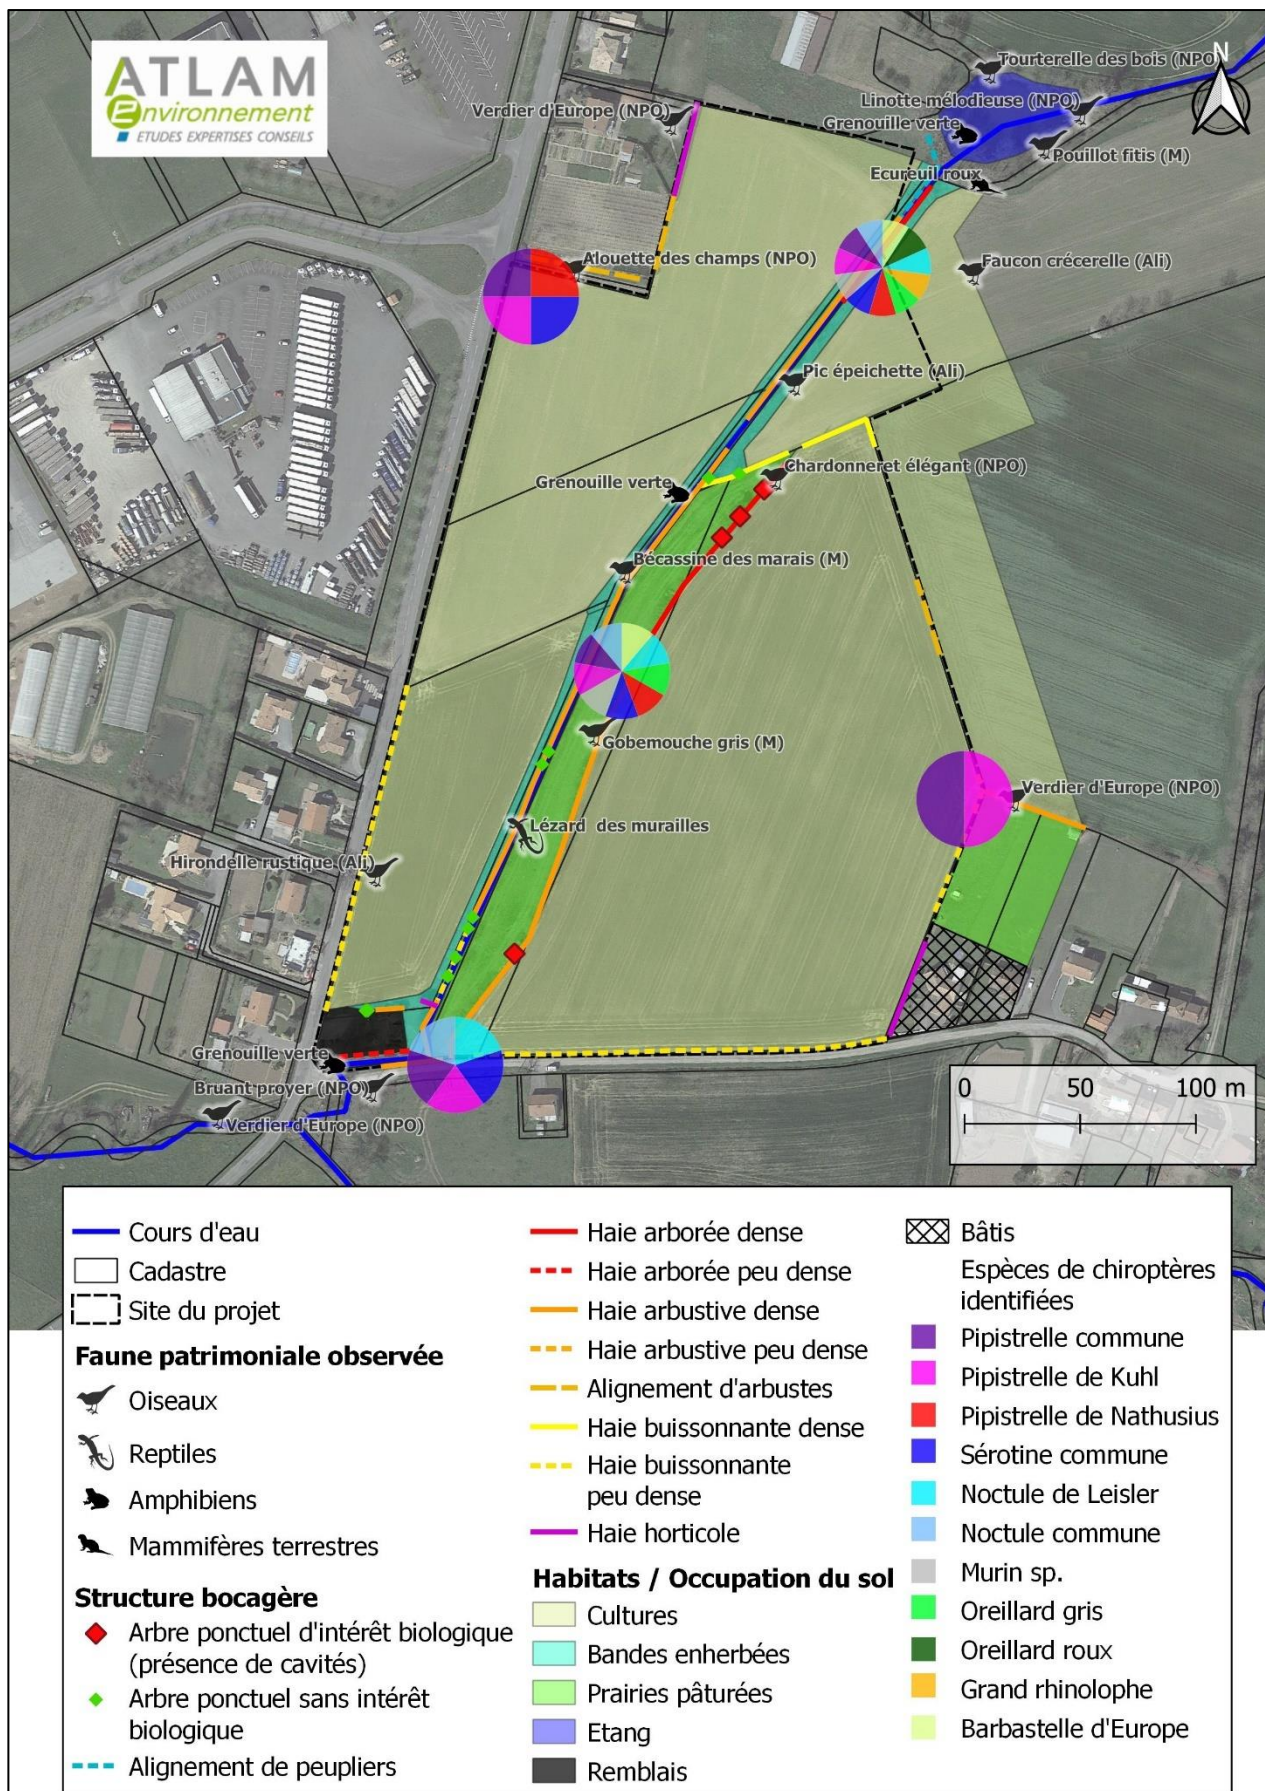 ATLAM
Environnement
ETUDES EXPERTISES CONSEILS
N
Tourterelle des bois (NPO)
Verdier d'Europe (NPO)
Linotte mélodieuse (NPO)
Grenouille verte
Pouillot fitis (M)
Ecureuil roux
Alouette des champs (NPO)
Faucon crécerelle (Ali)
Pic épeichette (Ali)
Chardonneret élégant (NPO)
Grenouille verte
Bécassine des marais (M)
Gobemouche gris (M)
Verdier d'Europe (NPO)
Lézard des murailles
Hirondelle rustique (Ali)
Grenouille verte
Bruant proyer (NPO)
Verdier d'Europe (NPO)
0 50 100 m
Cours d'eau
Cadastre
Site du projet
Faune patrimoniale observée
Oiseaux
Reptiles
Amphibiens
Mammifères terrestres
Structure bocagère
Arbre ponctuel d'intérêt biologique
(présence de cavités)
Arbre ponctuel sans intérêt
biologique
Alignement de peupliers
Haie arborée dense
Haie arborée peu dense
Haie arbustive dense
Haie arbustive peu dense
Alignement d'arbustes
Haie buissonnante dense
Haie buissonnante
peu dense
Haie horticole
Habitats / Occupation du sol
Cultures
Bandes enherbées
Prairies pâturées
Etang
Remblais
Bâtis
Espèces de chiroptères
identifiées
Pipistrelle commune
Pipistrelle de Kuhl
Pipistrelle de Nathusius
Sérotine commune
Noctule de Leisler
Noctule commune
Murin sp.
Oreillard gris
Oreillard roux
Grand rhinolophe
Barbastelle d'Europe